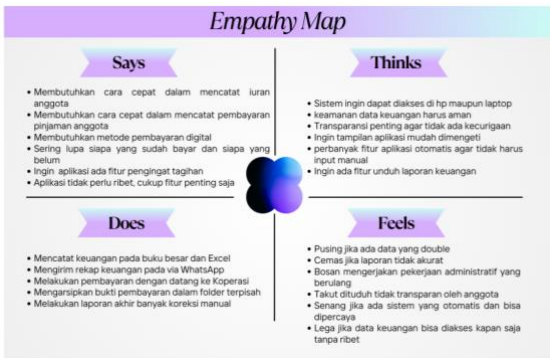 Empathy Map
Says
• Membutuhkan cara cepat dalam mencatat iuran
anggota
• Membutuhkan cara cepat dalam mencatat pembayaran
pinjaman anggota
• Membutuhkan metode pembayaran digital
• Sering lupa siapa yang sudah bayar dan siapa yang
belum
• Ingin aplikasi ada fitur pengingat tagihan
• Aplikasi tidak perlu ribet, cukup fitur penting saja
Thinks
• Sistem ingin dapat diakses di hp maupun laptop
• keamanan data keuangan harus aman
• Transparansi penting agar tidak ada kecurigaan
• Ingin tampilan aplikasi mudah dimengeti
• perbanyak fitur aplikasi otomatis agar tidak harus
input manual
• Ingin ada fitur unduh laporan keuangan
Does
• Mencatat keuangan pada buku besar dan Excel
• Mengirim rekap keuangan pada via WhatsApp
• Melakukan pembayaran dengan datang ke Koperasi
• Mengarsipkan bukti pembayaran dalam folder terpisah
• Melakukan laporan akhir banyak koreksi manual
Feels
• Pusing jika ada data yang double
• Cemas jika laporan tidak akurat
• Bosan mengerjakan pekerjaan administratif yang
berulang
• Takut dituduh tidak transparan oleh anggota
• Senang jika ada sistem yang otomatis dan bisa
dipercaya
• Lega jika data keuangan bisa diakses kapan saja
tanpa ribet